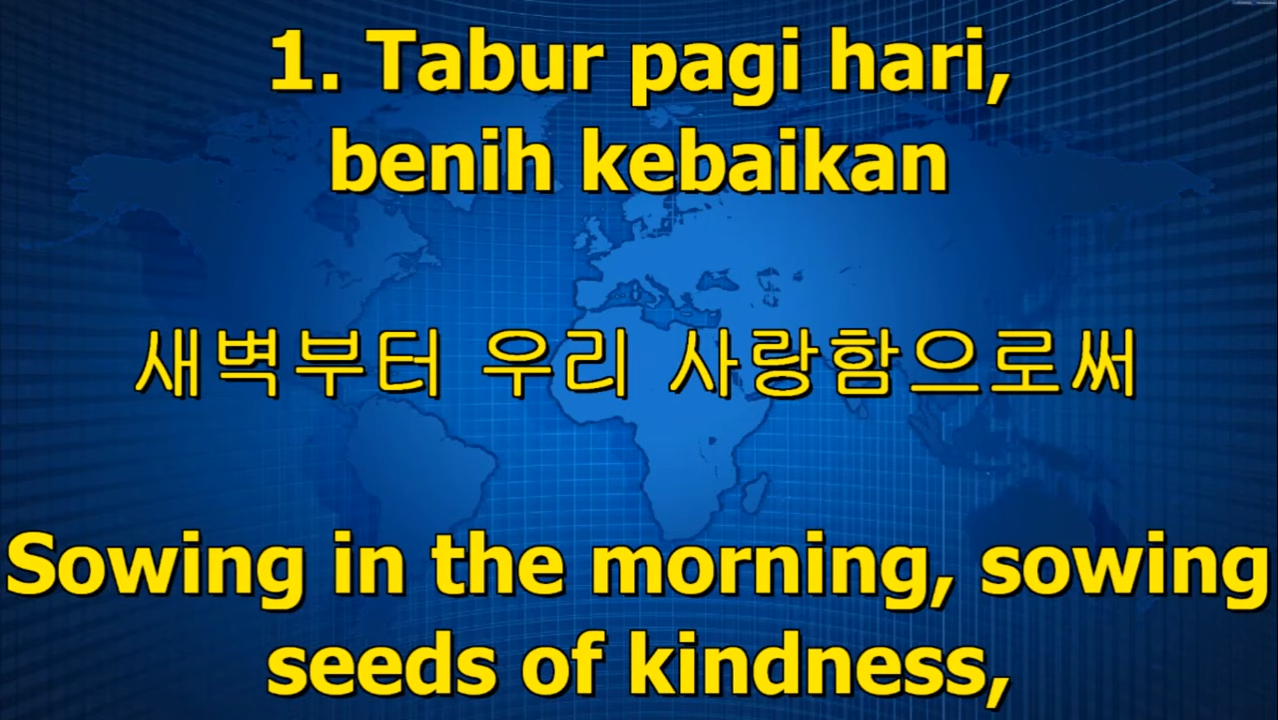 1. Tabur pagi hari,
benih kebaikan
새벽부터 우리 사랑함으로써
Sowing in the morning, sowing
seeds of kindness,